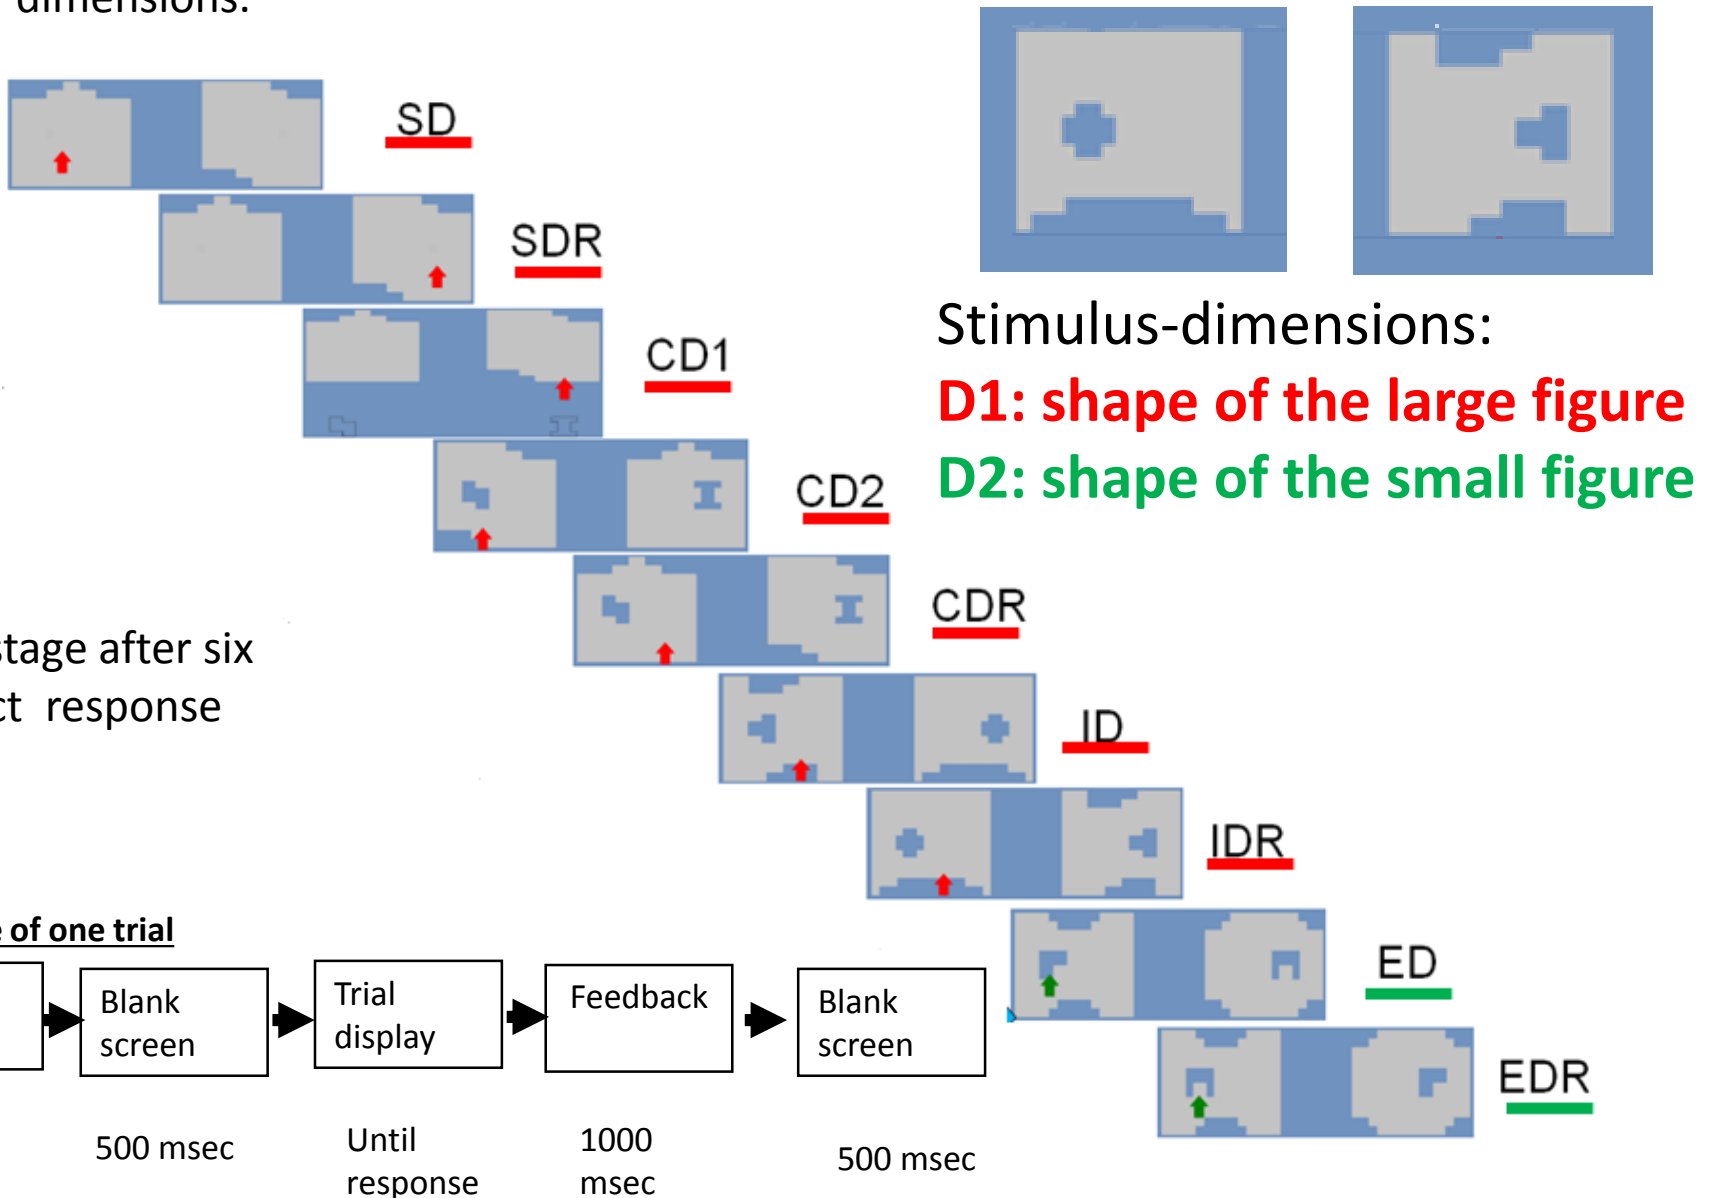 dimensions:
SD
SDR
CD1
CD2
CDR
ID
IDR
ED
EDR
Stimulus-dimensions:
D1: shape of the large figure
D2: shape of the small figure
stage after six
ct response
e of one trial
Blank
screen
Trial
display
Feedback
Blank
screen
500 msec
Until
response
1000
msec
500 msec